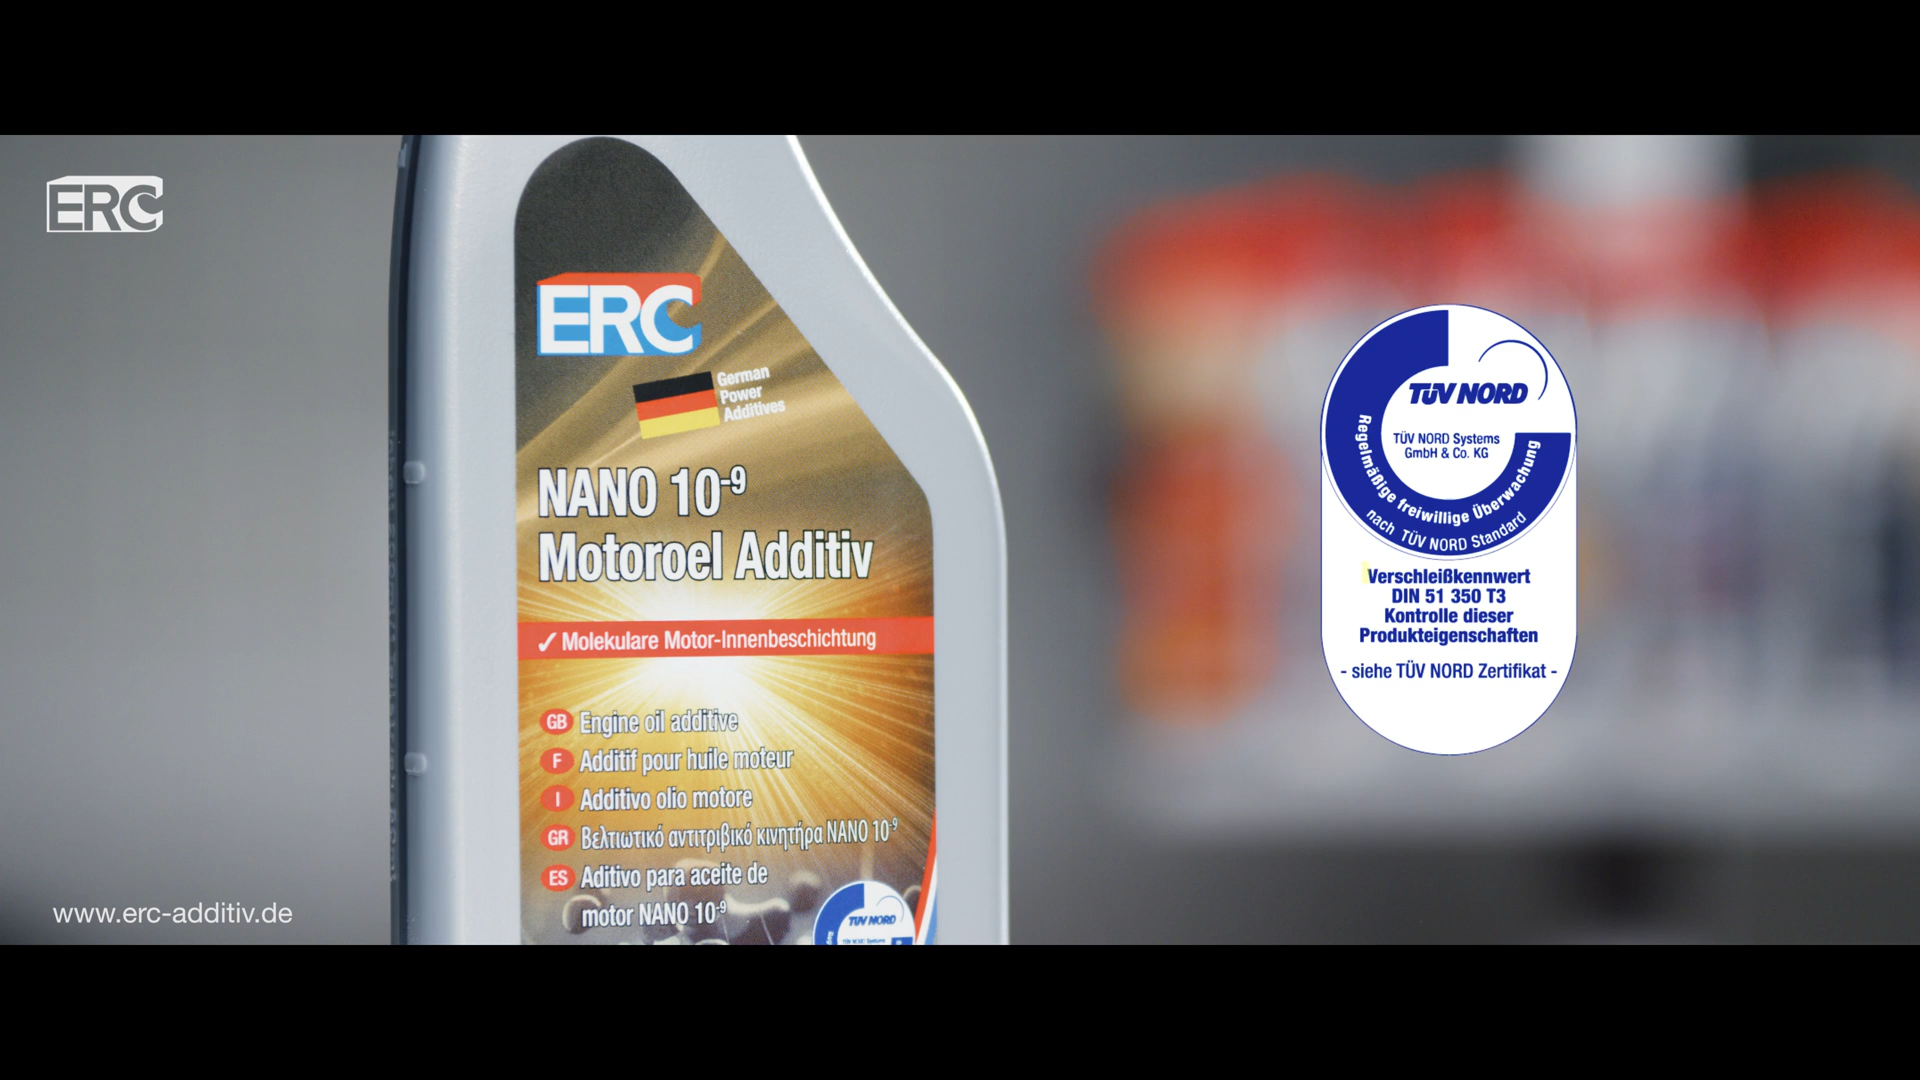 ERC
ERC
German
Power
Additives
NANO 10⁻⁹
Motoroel Additiv
✓ Molekulare Motor-Innenbeschichtung
GB Engine oil additive
F Additif pour huile moteur
I Additivo olio motore
GR Βελτιωτικό αντιτριβικό κινητήρα NANO 10⁻⁹
ES Aditivo para aceite de
motor NANO 10⁻⁹
TÜV NORD
TÜV NORD
TÜV NORD Systems
GmbH & Co. KG
Regelmäßige freiwillige Überwachung
nach TÜV NORD Standard
Verschleißkennwert
DIN 51 350 T3
Kontrolle dieser
Produkteigenschaften
- siehe TÜV NORD Zertifikat -
www.erc-additiv.de